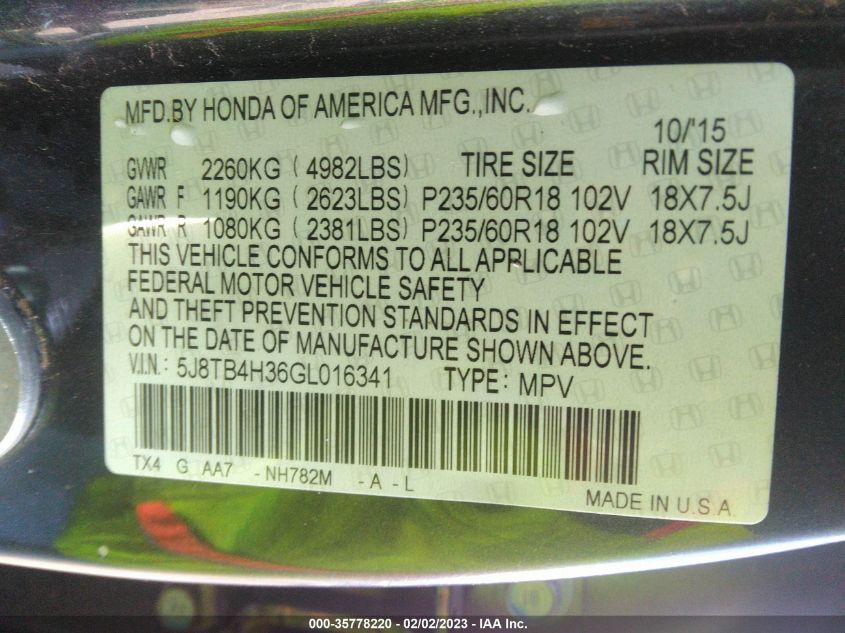 MFD.BY HONDA OF AMERICA MFG.,INC.
10/'15
GVWR 2260KG ( 4982LBS) TIRE SIZE RIM SIZE
GAWR F 1190KG ( 2623LBS) P235/60R18 102V 18X7.5J
GAWR R 1080KG ( 2381LBS) P235/60R18 102V 18X7.5J
THIS VEHICLE CONFORMS TO ALL APPLICABLE
FEDERAL MOTOR VEHICLE SAFETY
AND THEFT PREVENTION STANDARDS IN EFFECT
ON THE DATE OF MANUFACTURE SHOWN ABOVE.
V.I.N.: 5J8TB4H36GL016341 TYPE: MPV
TX4 G AA7 -NH782M -A-L
MADE IN U.S.A.
000-35778220 - 02/02/2023 - IAA Inc.